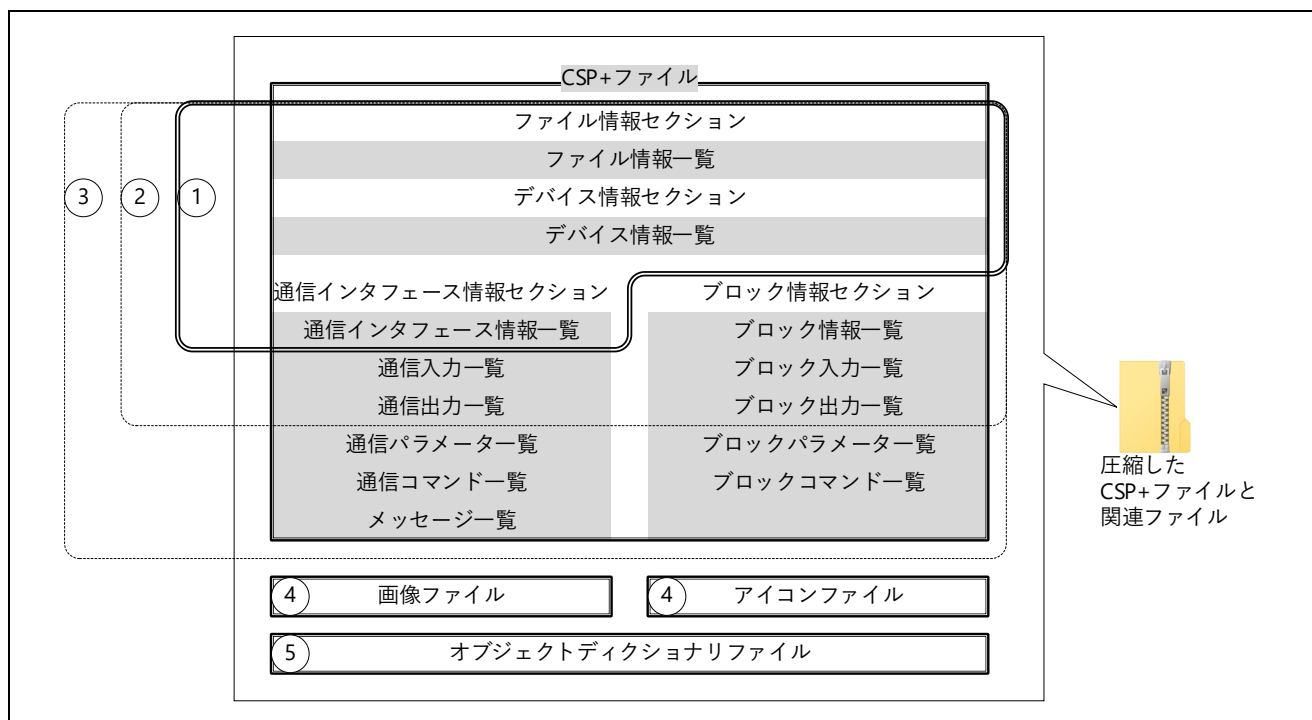 CSP+ファイル
ファイル情報セクション
ファイル情報一覧
③
②
①
デバイス情報セクション
デバイス情報一覧
通信インタフェース情報セクション
ブロック情報セクション
通信インタフェース情報一覧
ブロック情報一覧
通信入力一覧
ブロック入力一覧
通信出力一覧
ブロック出力一覧
通信パラメータ一覧
ブロックパラメータ一覧
通信コマンド一覧
ブロックコマンド一覧
メッセージ一覧
圧縮した
CSP+ファイルと
関連ファイル
④ 画像ファイル
④ アイコンファイル
⑤ オブジェクトディクショナリファイル